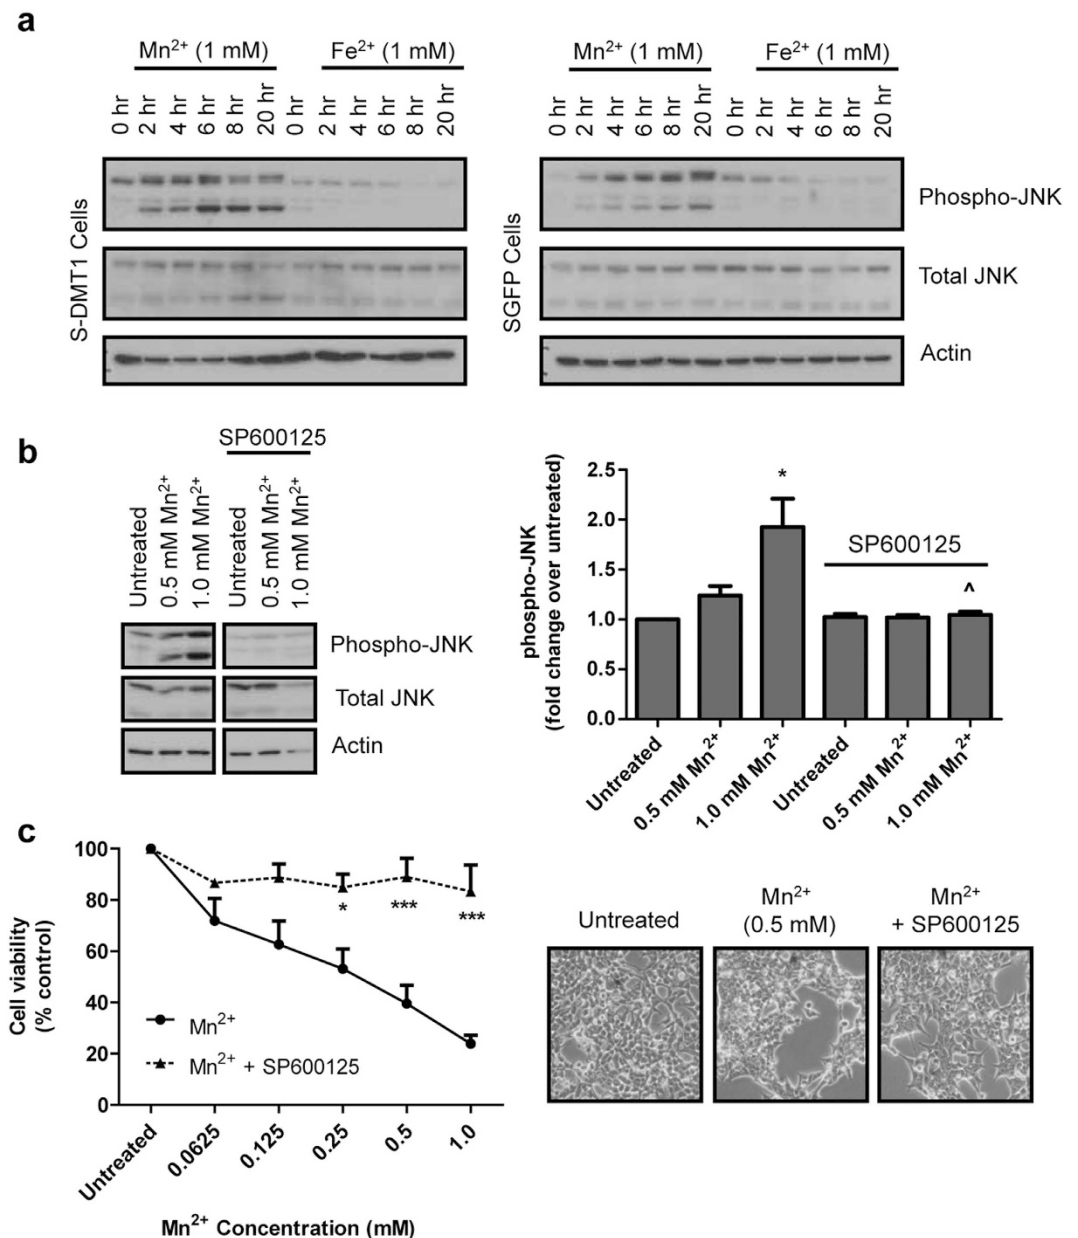 a
Mn²⁺ (1 mM) Fe²⁺ (1 mM) Mn²⁺ (1 mM) Fe²⁺ (1 mM)
0 hr 2 hr 4 hr 6 hr 8 hr 20 hr 0 hr 2 hr 4 hr 6 hr 8 hr 20 hr 0 hr 2 hr 4 hr 6 hr 8 hr 20 hr 0 hr 2 hr 4 hr 6 hr 8 hr 20 hr
S-DMT1 Cells
SGFP Cells
Phospho-JNK
Total JNK
Actin
b
SP600125
Untreated
0.5 mM Mn²⁺
1.0 mM Mn²⁺
Untreated
0.5 mM Mn²⁺
1.0 mM Mn²⁺
Phospho-JNK
Total JNK
Actin
phospho-JNK
(fold change over untreated)
2.5
2.0
1.5
1.0
0.5
0.0
*
SP600125
^
Untreated
0.5 mM Mn²⁺
1.0 mM Mn²⁺
Untreated
0.5 mM Mn²⁺
1.0 mM Mn²⁺
c
Cell viability
(% control)
100
80
60
40
20
0
* *** ***
Mn²⁺
Mn²⁺ + SP600125
Untreated
0.0625
0.125
0.25
0.5
1.0
Mn²⁺ Concentration (mM)
Untreated
Mn²⁺
(0.5 mM)
Mn²⁺
+ SP600125